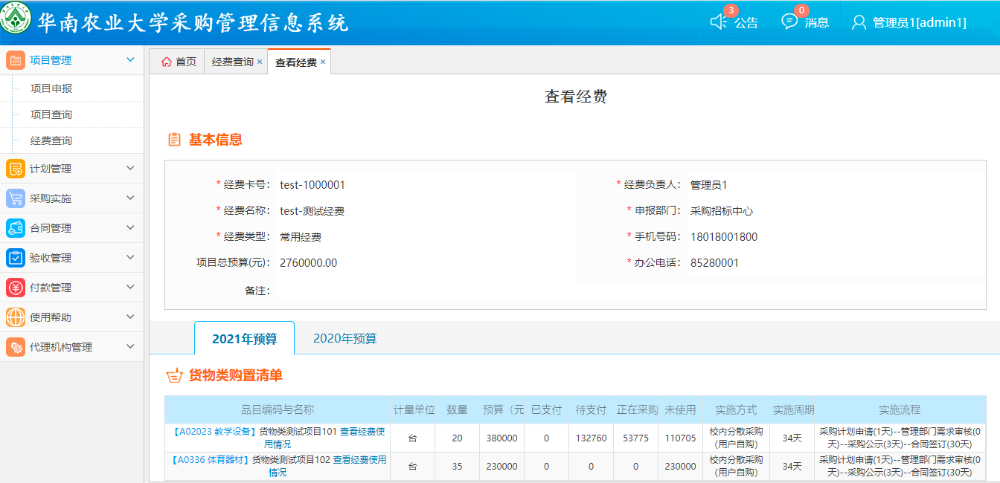 华南农业大学采购管理信息系统
3
公告
0
消息
管理员1[admin1]
项目管理
项目申报
项目查询
经费查询
计划管理
采购实施
合同管理
验收管理
付款管理
使用帮助
代理机构管理
首页
经费查询 ×
查看经费 ×
查看经费
基本信息
* 经费卡号： test-1000001
* 经费负责人： 管理员1
* 经费名称： test-测试经费
* 申报部门： 采购招标中心
* 经费类型： 常用经费
* 手机号码： 18018001800
项目总预算(元)： 2760000.00
* 办公电话： 85280001
备注：
2021年预算
2020年预算
货物类购置清单
品目编码与名称 计量单位 数量 预算（元 已支付 待支付 正在采购 未使用 实施方式 实施周期 实施流程
【A02023 教学设备】货物类测试项目101 查看经费使
用情况
台 20 380000 0 132760 53775 110705
校内分散采购
(用户自购)
34天
采购计划申请(1天)--管理部门需求审核(0
天)--采购公示(3天)--合同签订(30天)
【A0336 体育器材】货物类测试项目102 查看经费使用
情况
台 35 230000 0 0 0 230000
校内分散采购
(用户自购)
34天
采购计划申请(1天)--管理部门需求审核(0
天)--采购公示(3天)--合同签订(30天)